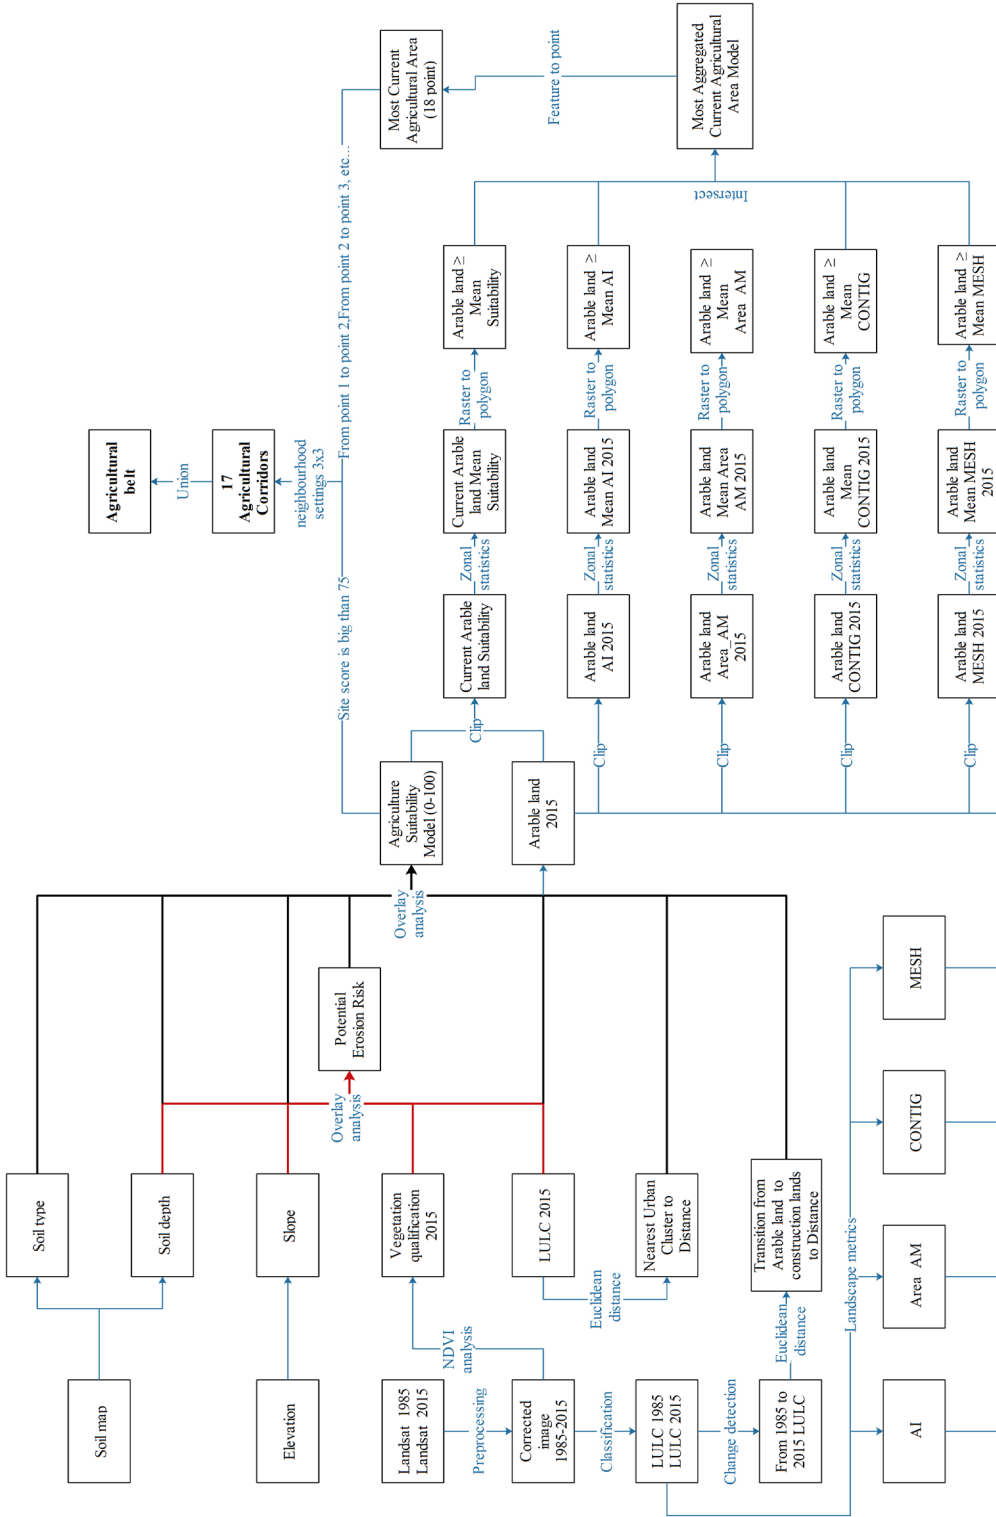 Soil map
Elevation
Landsat 1985
Landsat 2015
Preprocessing
Corrected
image
1985-2015
Classification
LULC 1985
LULC 2015
Change detection
From 1985 to
2015 LULC
AI
NDVI
analysis
Euclidean
distance
Euclidean
distance
Landscape metrics
Soil type
Soil depth
Slope
Vegetation
qualification
2015
LULC 2015
Nearest Urban
Cluster to
Distance
Transition from
Arable land to
construction lands
to Distance
Area AM
CONTIG
MESH
Overlay
analysis
Potential
Erosion Risk
Overlay
analysis
Agriculture
Suitability
Model (0-100)
Arable land
2015
Clip
Clip
Clip
Clip
Clip
Site score is big than 75
Current Arable
land Suitability
Arable land
AI 2015
Arable land
Area_AM
2015
Arable land
CONTIG 2015
Arable land
MESH 2015
Zonal
statistics
Zonal
statistics
Zonal
statistics
Zonal
statistics
Zonal
statistics
Agricultural
belt
Union
17
Agricultural
Corridors
neighbourhood
settings 3x3
From point 1 to point 2,From point 2 to point 3, etc...
Current Arable
land Mean
Suitability
Arable land
Mean AI 2015
Arable land
Mean Area
AM 2015
Arable land
Mean
CONTIG 2015
Arable land
Mean MESH
2015
Raster to
polygon
Raster to
polygon
Raster to
polygon
Raster to
polygon
Raster to
polygon
Arable land ≥
Mean
Suitability
Arable land ≥
Mean AI
Arable land ≥
Mean
Area AM
Arable land ≥
Mean
CONTIG
Arable land ≥
Mean MESH
Intersect
Most Aggregated
Current Agricultural
Area Model
Feature to point
Most Current
Agricultural Area
(18 point)